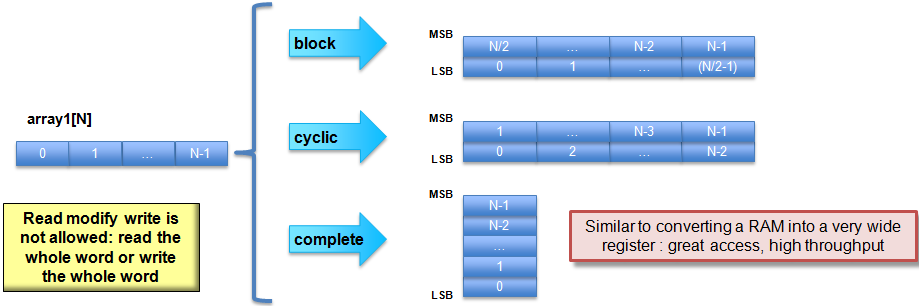 block
MSB
N/2 ... N-2 N-1
LSB
0 1 ... (N/2-1)
array1[N]
0 1 ... N-1
cyclic
MSB
1 ... N-3 N-1
LSB
0 2 ... N-2
complete
MSB
N-1
N-2
...
1
0
LSB
Read modify write is
not allowed: read the
whole word or write
the whole word
Similar to converting a RAM into a very wide
register : great access, high throughput